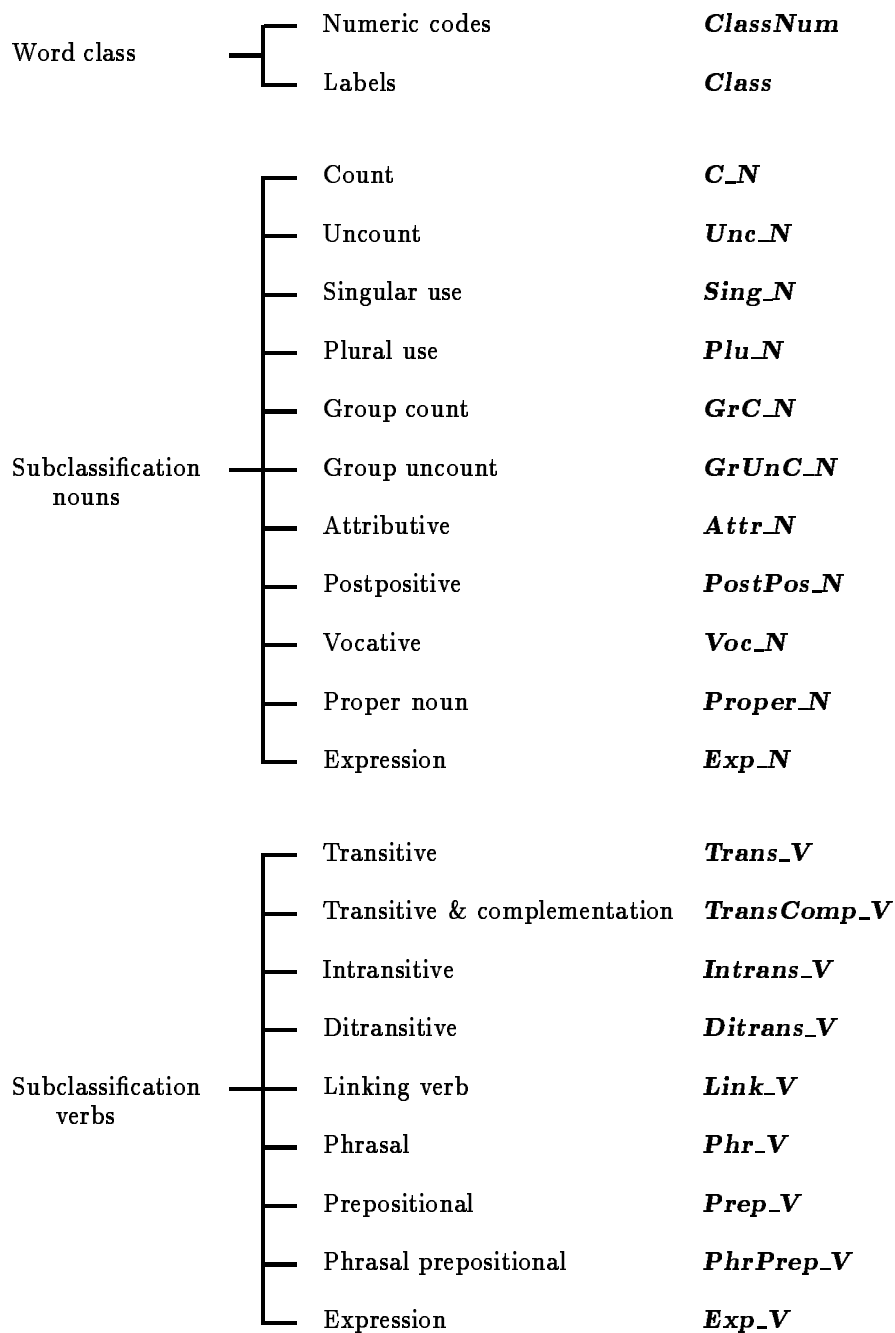 Numeric codes ClassNum
Word class
Labels Class
Count C_N
Uncount Unc_N
Singular use Sing_N
Plural use Plu_N
Group count GrC_N
Subclassification Group uncount GrUnC_N
nouns
Attributive Attr_N
Postpositive PostPos_N
Vocative Voc_N
Proper noun Proper_N
Expression Exp_N
Transitive Trans_V
Transitive & complementation TransComp_V
Intransitive Intrans_V
Ditransitive Ditrans_V
Subclassification Linking verb Link_V
verbs
Phrasal Phr_V
Prepositional Prep_V
Phrasal prepositional PhrPrep_V
Expression Exp_V